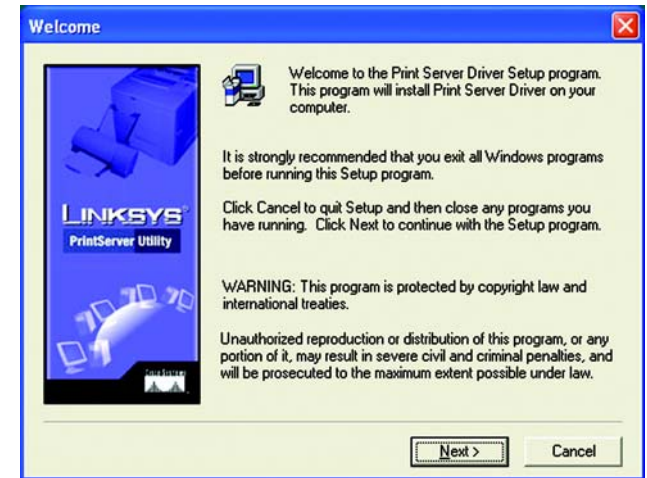 Welcome
Welcome to the Print Server Driver Setup program.
This program will install Print Server Driver on your
computer.
It is strongly recommended that you exit all Windows programs
before running this Setup program.
Click Cancel to quit Setup and then close any programs you
have running. Click Next to continue with the Setup program.
WARNING: This program is protected by copyright law and
international treaties.
Unauthorized reproduction or distribution of this program, or any
portion of it, may result in severe civil and criminal penalties, and
will be prosecuted to the maximum extent possible under law.
LINKSYS®
PrintServer Utility
Cisco Systems
Next >
Cancel